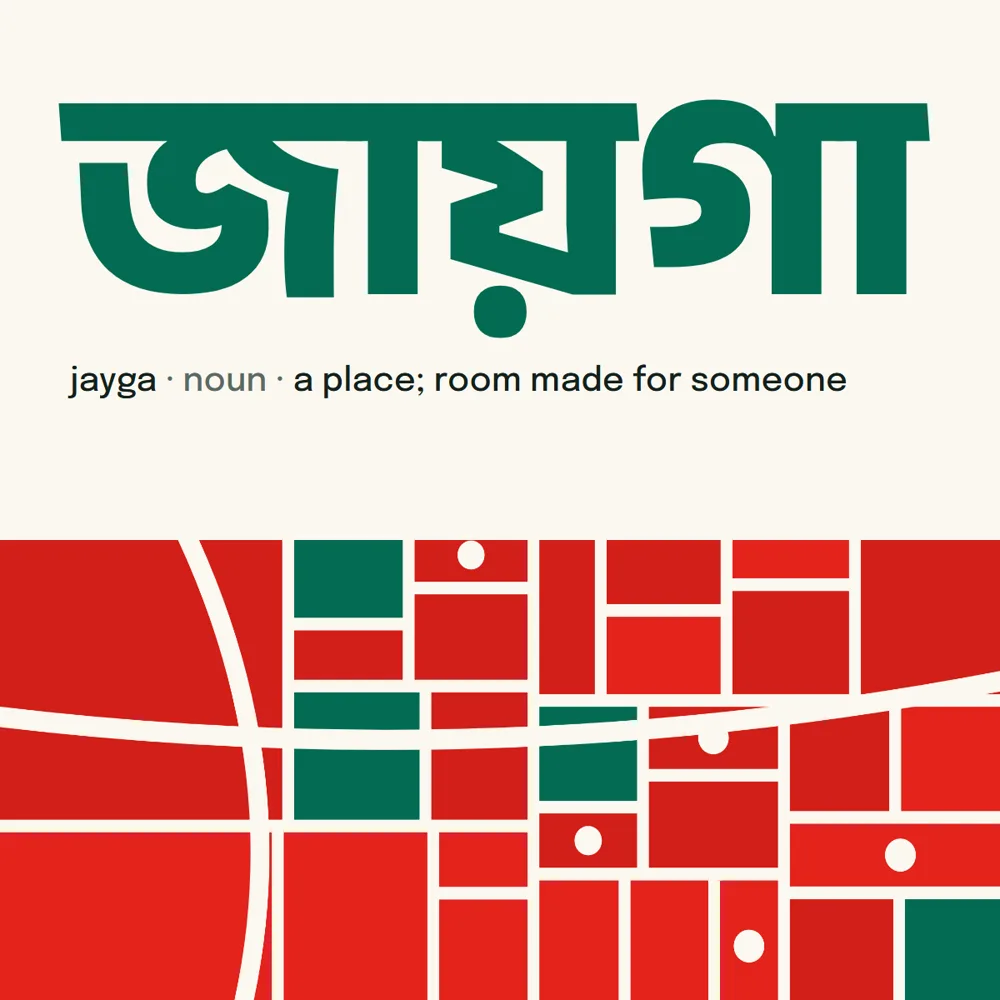 জায়গা
jayga · noun · a place; room made for someone